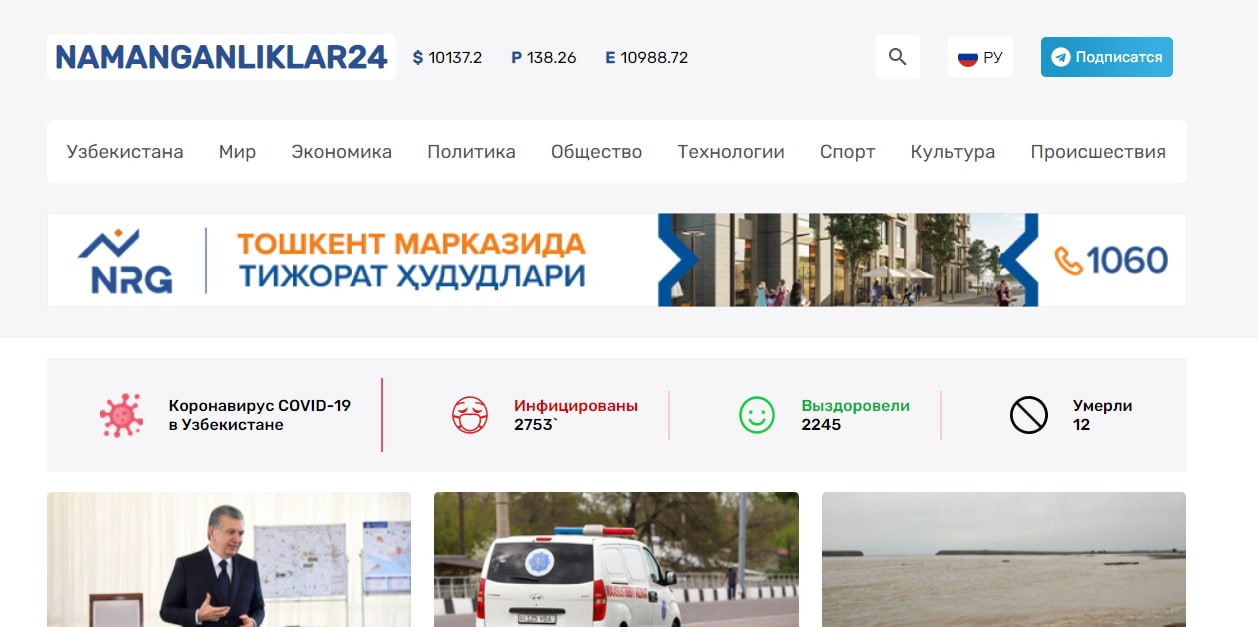 NAMANGANLIKLAR24
$ 10137.2 P 138.26 E 10988.72
РУ
Подписатся
Узбекистана Мир Экономика Политика Общество Технологии Спорт Культура Происшествия
NRG
ТОШКЕНТ МАРКАЗИДА
ТИЖОРАТ ҲУДУДЛАРИ
1060
Коронавирус COVID-19
в Узбекистане
Инфицированы
2753`
Выздоровели
2245
Умерли
12